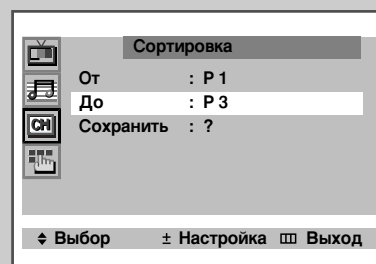 Сортировка
От : P 1
До : P 3
CH
Сохранить : ?
Выбор ± Настройка Выход